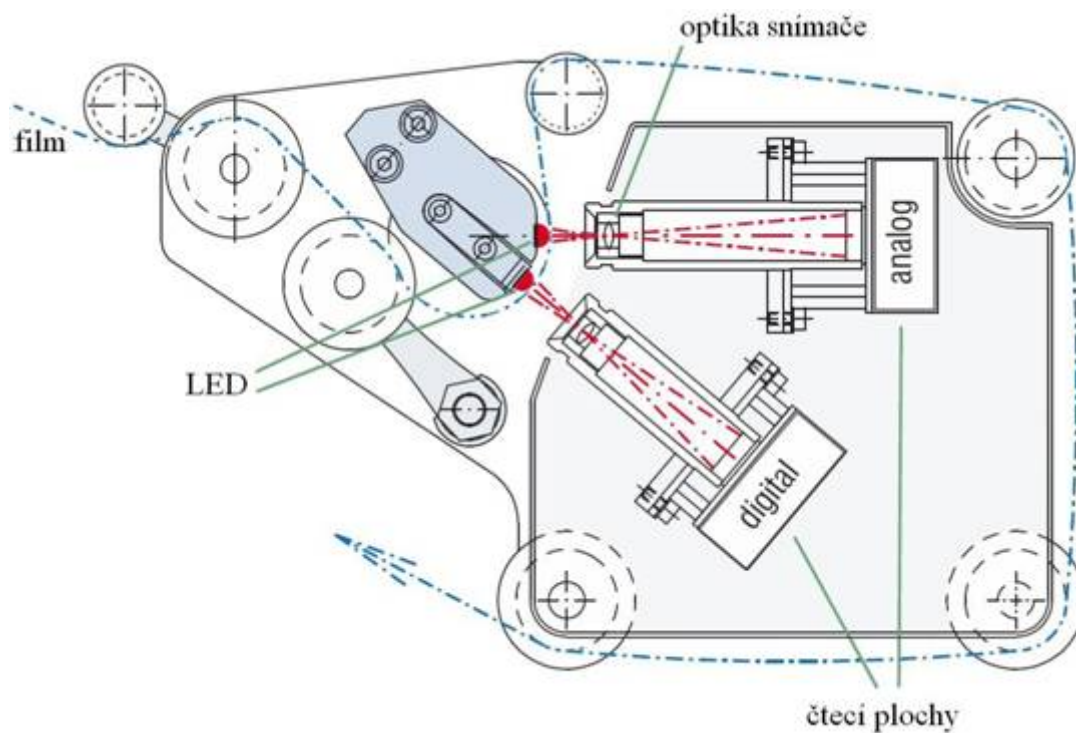 optika snímače
film
analog
LED
digital
čtecí plochy